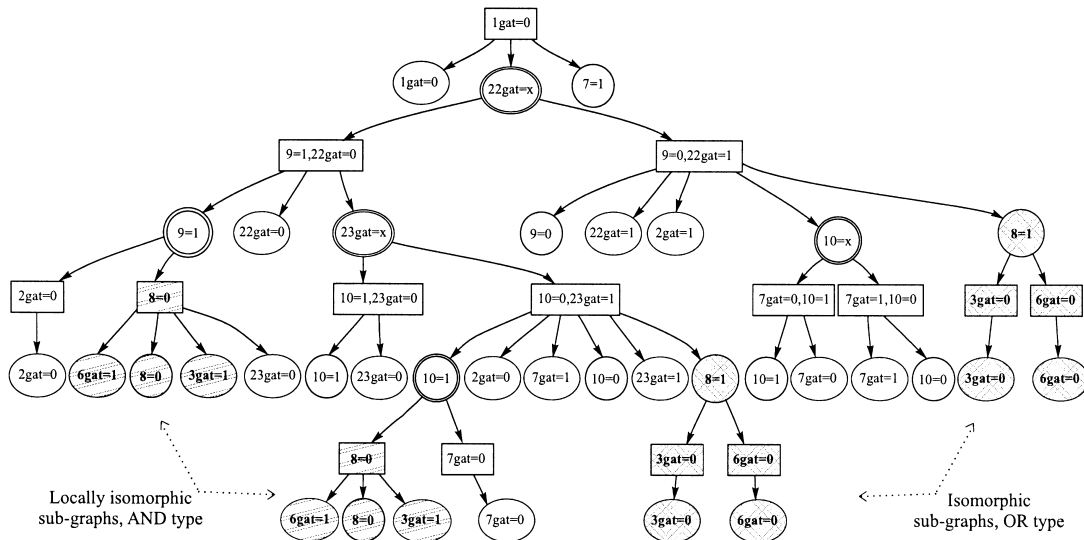 1gat=0
1gat=0
22gat=x
7=1
9=1,22gat=0
9=0,22gat=1
9=1
22gat=0
23gat=x
9=0
22gat=1
2gat=1
10=x
8=1
2gat=0
8=0
10=1,23gat=0
10=0,23gat=1
7gat=0,10=1
7gat=1,10=0
3gat=0
6gat=0
2gat=0
6gat=1
8=0
3gat=1
23gat=0
10=1
23gat=0
10=1
2gat=0
7gat=1
10=0
23gat=1
8=1
10=1
7gat=0
7gat=1
10=0
3gat=0
6gat=0
8=0
7gat=0
3gat=0
6gat=0
Locally isomorphic
sub-graphs, AND type
6gat=1
8=0
3gat=1
7gat=0
3gat=0
6gat=0
Isomorphic
sub-graphs, OR type